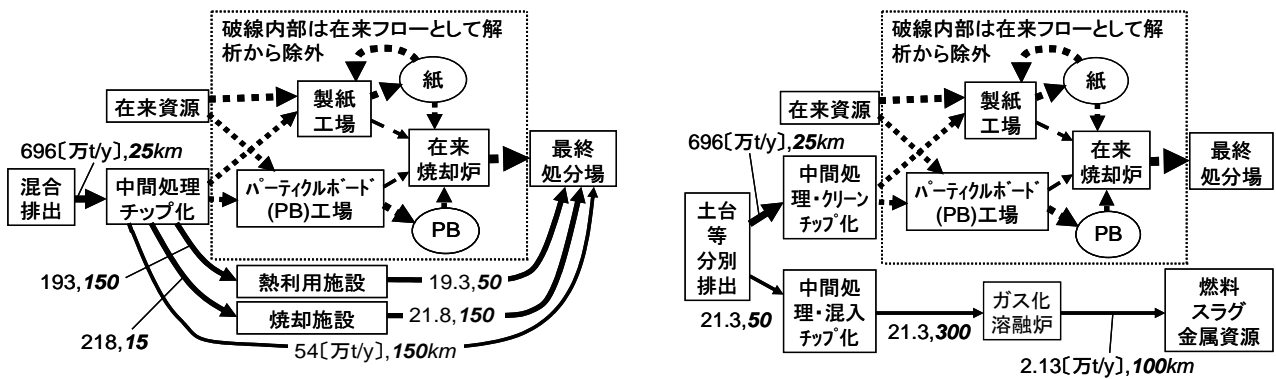 破線内部は在来フローとして解
析から除外
紙
製紙
工場
在来資源
在来
焼却炉
最終
処分場
696〔万t/y〕,25km
混合
排出
中間処理
チップ化
パーティクルボード
(PB)工場
PB
193,150
熱利用施設
19.3,50
焼却施設
21.8,150
218,15
54〔万t/y〕,150km
破線内部は在来フローとして解
析から除外
紙
製紙
工場
在来資源
在来
焼却炉
最終
処分場
696〔万t/y〕,25km
中間処
理・クリーン
チップ化
パーティクルボード
(PB)工場
PB
土台
等
分別
排出
中間処
理・混入
チップ化
ガス化
溶融炉
燃料
スラグ
金属資源
21.3,50
21.3,300
2.13〔万t/y〕,100km